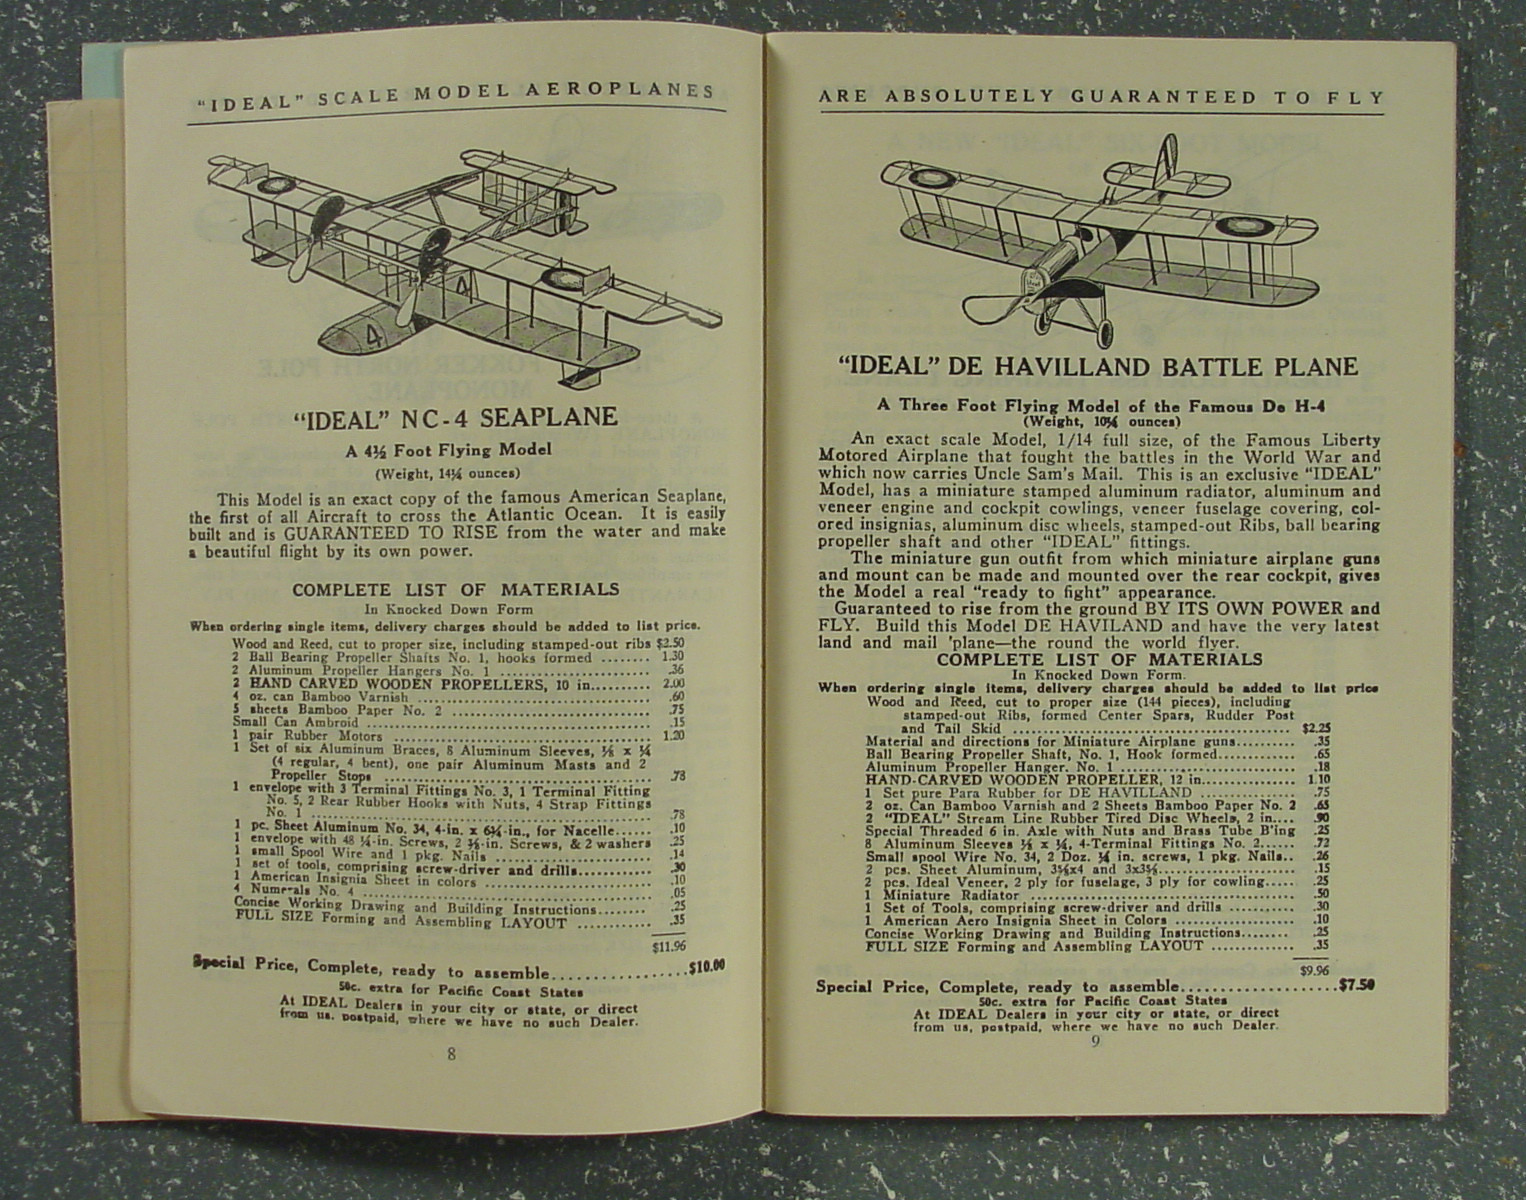 "IDEAL" SCALE MODEL AEROPLANES
4
4
"IDEAL" NC-4 SEAPLANE
A 4½ Foot Flying Model
(Weight, 14¼ ounces)
This Model is an exact copy of the famous American Seaplane,
the first of all Aircraft to cross the Atlantic Ocean. It is easily
built and is GUARANTEED TO RISE from the water and make
a beautiful flight by its own power.
COMPLETE LIST OF MATERIALS
In Knocked Down Form
When ordering single items, delivery charges should be added to list price.
Wood and Reed, cut to proper size, including stamped-out ribs $2.50
2 Ball Bearing Propeller Shafts No. 1, hooks formed ........ 1.30
2 Aluminum Propeller Hangers No. 1 ........ .36
2 HAND CARVED WOODEN PROPELLERS, 10 in.......... 2.00
4 oz. can Bamboo Varnish ........ .60
5 sheets Bamboo Paper No. 2 ........ .75
Small Can Ambroid ........ .15
1 pair Rubber Motors ........ 1.20
1 Set of six Aluminum Braces, 8 Aluminum Sleeves, ⅛ x ¼
(4 regular, 4 bent), one pair Aluminum Masts and 2
Propeller Stops ........ .78
1 envelope with 3 Terminal Fittings No. 3, 1 Terminal Fitting
No. 5, 2 Rear Rubber Hooks with Nuts, 4 Strap Fittings
No. 1 ........ .78
1 pc. Sheet Aluminum No. 34, 4-in. x 6¾-in., for Nacelle...... .10
1 envelope with 48 ¼-in. Screws, 2 ⅜-in. Screws, & 2 washers .25
1 small Spool Wire and 1 pkg. Nails ........ .14
1 set of tools, comprising screw-driver and drills........... .30
1 American Insignia Sheet in colors ........ .10
4 Numerals No. 4 ........ .05
Concise Working Drawing and Building Instructions........ .25
FULL SIZE Forming and Assembling LAYOUT ........... .35
$11.96
Special Price, Complete, ready to assemble.................$10.00
50c. extra for Pacific Coast States
At IDEAL Dealers in your city or state, or direct
from us, postpaid, where we have no such Dealer.
8
ARE ABSOLUTELY GUARANTEED TO FLY
"IDEAL" DE HAVILLAND BATTLE PLANE
A Three Foot Flying Model of the Famous De H-4
(Weight, 10¾ ounces)
An exact scale Model, 1/14 full size, of the Famous Liberty
Motored Airplane that fought the battles in the World War and
which now carries Uncle Sam's Mail. This is an exclusive "IDEAL"
Model, has a miniature stamped aluminum radiator, aluminum and
veneer engine and cockpit cowlings, veneer fuselage covering, col-
ored insignias, aluminum disc wheels, stamped-out Ribs, ball bearing
propeller shaft and other "IDEAL" fittings.
The miniature gun outfit from which miniature airplane guns
and mount can be made and mounted over the rear cockpit, gives
the Model a real "ready to fight" appearance.
Guaranteed to rise from the ground BY ITS OWN POWER and
FLY. Build this Model DE HAVILAND and have the very latest
land and mail 'plane—the round the world flyer.
COMPLETE LIST OF MATERIALS
In Knocked Down Form.
When ordering single items, delivery charges should be added to list price
Wood and Reed, cut to proper size (144 pieces), including
stamped-out Ribs, formed Center Spars, Rudder Post
and Tail Skid ........ $2.25
Material and directions for Miniature Airplane guns.......... .35
Ball Bearing Propeller Shaft, No. 1, Hook formed............. .65
Aluminum Propeller Hanger. No. 1 ........ .18
HAND-CARVED WOODEN PROPELLER, 12 in............. 1.10
1 Set pure Para Rubber for DE HAVILLAND ........ .75
2 oz. Can Bamboo Varnish and 2 Sheets Bamboo Paper No. 2 .65
2 "IDEAL" Stream Line Rubber Tired Disc Wheels, 2 in.... .90
Special Threaded 6 in. Axle with Nuts and Brass Tube B'ing .25
8 Aluminum Sleeves ⅛ x ¼, 4-Terminal Fittings No. 2...... .72
Small spool Wire No. 34, 2 Doz. ¼ in. screws, 1 pkg. Nails.. .26
2 pcs. Sheet Aluminum, 3⅝x4 and 3x3⅝........ .15
2 pcs. Ideal Veneer, 2 ply for fuselage, 3 ply for cowling..... .25
1 Miniature Radiator ........ .50
1 Set of Tools, comprising screw-driver and drills ........... .30
1 American Aero Insignia Sheet in Colors ........ .10
Concise Working Drawing and Building Instructions........ .25
FULL SIZE Forming and Assembling LAYOUT ............. .35
$9.96
Special Price, Complete, ready to assemble....................$7.50
50c. extra for Pacific Coast States
At IDEAL Dealers in your city or state, or direct
from us, postpaid, where we have no such Dealer.
9